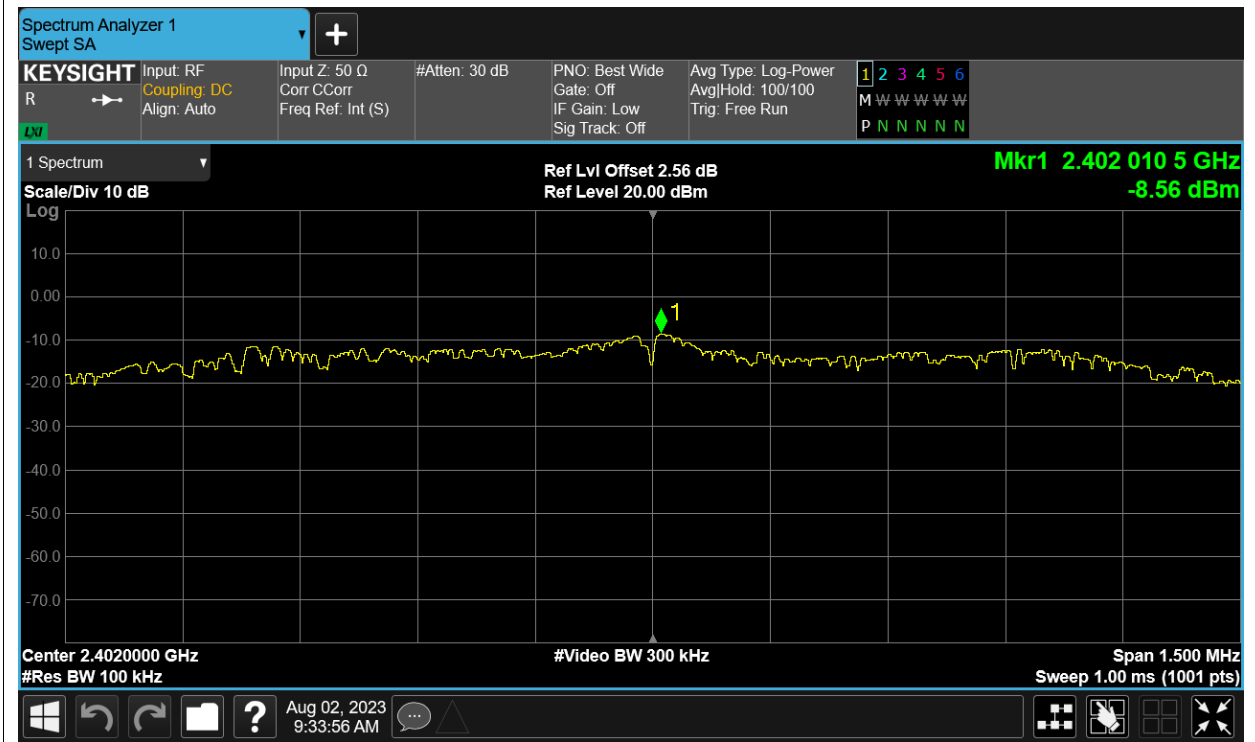 Spectrum Analyzer 1
Swept SA
+
KEYSIGHT
R
LXI
Input: RF
Coupling: DC
Align: Auto
Input Z: 50 Ω
Corr CCorr
Freq Ref: Int (S)
#Atten: 30 dB
PNO: Best Wide
Gate: Off
IF Gain: Low
Sig Track: Off
Avg Type: Log-Power
Avg|Hold: 100/100
Trig: Free Run
1 2 3 4 5 6
M W W W W W
P N N N N N
1 Spectrum
Scale/Div 10 dB
Ref Lvl Offset 2.56 dB
Ref Level 20.00 dBm
Mkr1 2.402 010 5 GHz
-8.56 dBm
Log
10.0
0.00
-10.0
-20.0
-30.0
-40.0
-50.0
-60.0
-70.0
1
Center 2.4020000 GHz
#Res BW 100 kHz
#Video BW 300 kHz
Span 1.500 MHz
Sweep 1.00 ms (1001 pts)
?
Aug 02, 2023
9:33:56 AM